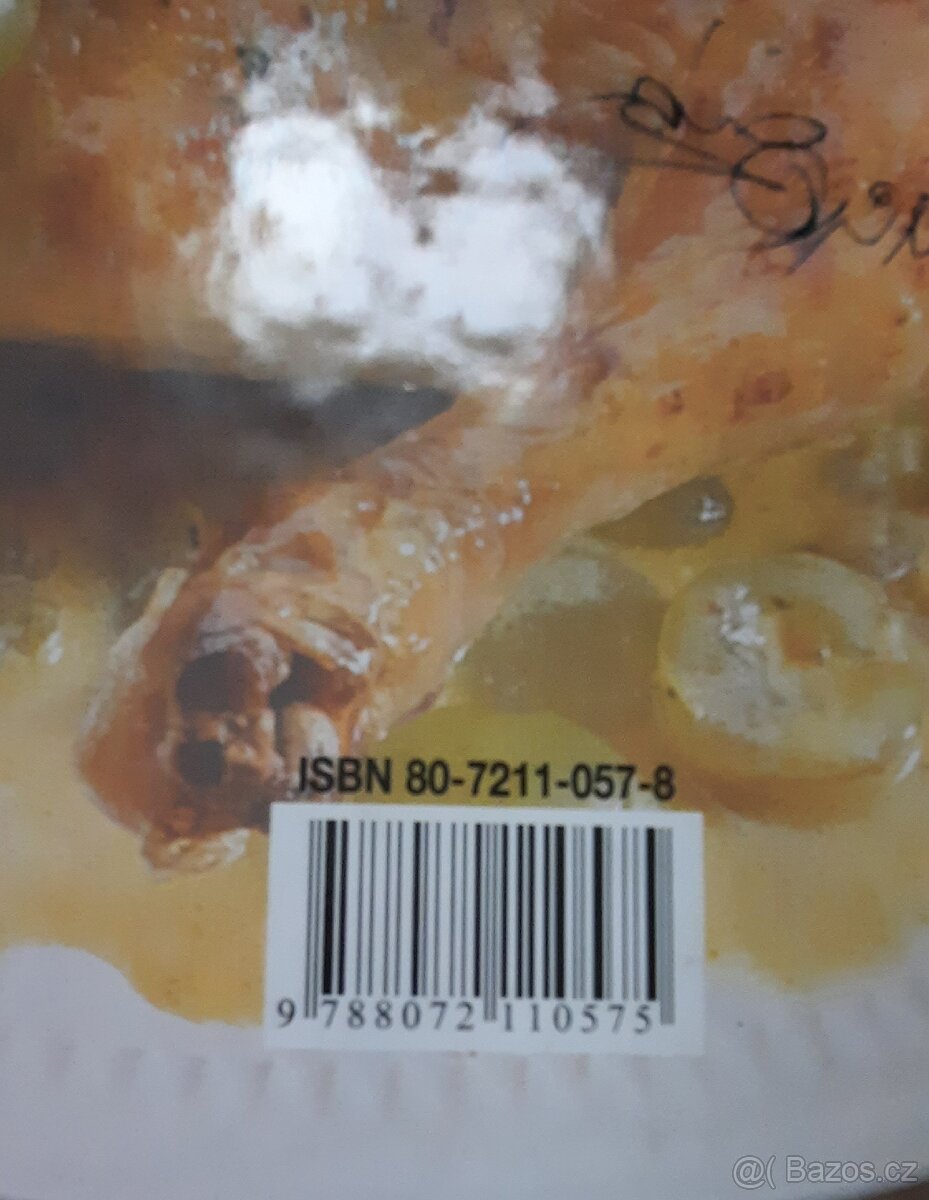 ISBN 80-7211-057-8
9 788072 110575
@( Bazos.cz